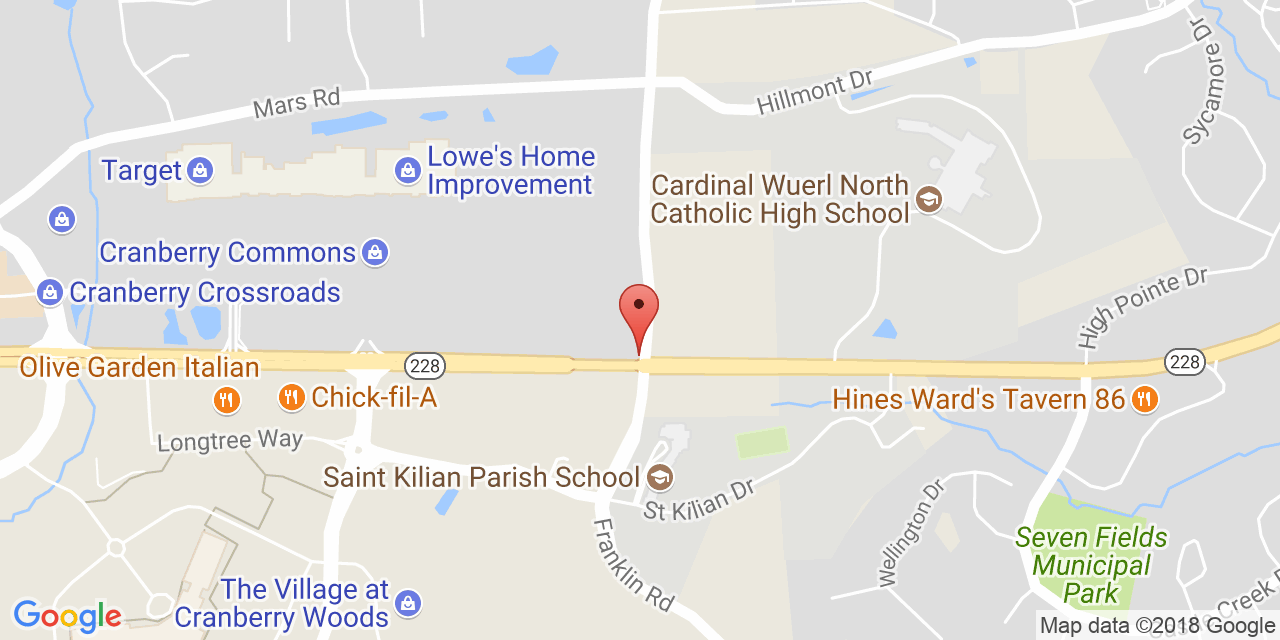 Mars Rd
Hillmont Dr
Sycamore Dr
Target
Lowe's Home
Improvement
Cardinal Wuerl North
Catholic High School
Cranberry Commons
Cranberry Crossroads
High Pointe Dr
228
228
Olive Garden Italian
Chick-fil-A
Hines Ward's Tavern 86
Longtree Way
Saint Kilian Parish School
St Kilian Dr
Wellington Dr
Franklin Rd
Seven Fields
Municipal
Park
The Village at
Cranberry Woods
Google
Creek
Map data ©2018 Google